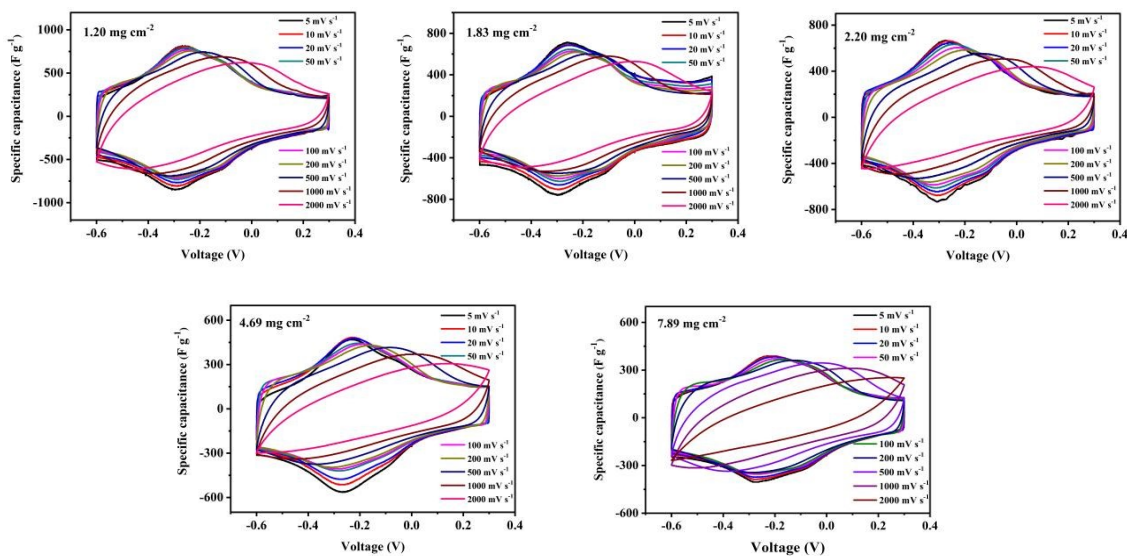 1.20 mg cm⁻²
5 mV s⁻¹
10 mV s⁻¹
20 mV s⁻¹
50 mV s⁻¹
100 mV s⁻¹
200 mV s⁻¹
500 mV s⁻¹
1000 mV s⁻¹
2000 mV s⁻¹
Specific capacitance (F g⁻¹)
1000
500
0
-500
-1000
-0.6 -0.4 -0.2 0.0 0.2 0.4
Voltage (V)
1.83 mg cm⁻²
5 mV s⁻¹
10 mV s⁻¹
20 mV s⁻¹
50 mV s⁻¹
100 mV s⁻¹
200 mV s⁻¹
500 mV s⁻¹
1000 mV s⁻¹
2000 mV s⁻¹
Specific capacitance (F g⁻¹)
800
400
0
-400
-800
-0.6 -0.4 -0.2 0.0 0.2 0.4
Voltage (V)
2.20 mg cm⁻²
5 mV s⁻¹
10 mV s⁻¹
20 mV s⁻¹
50 mV s⁻¹
100 mV s⁻¹
200 mV s⁻¹
500 mV s⁻¹
1000 mV s⁻¹
2000 mV s⁻¹
Specific capacitance (F g⁻¹)
800
400
0
-400
-800
-0.6 -0.4 -0.2 0.0 0.2 0.4
Voltage (V)
4.69 mg cm⁻²
5 mV s⁻¹
10 mV s⁻¹
20 mV s⁻¹
50 mV s⁻¹
100 mV s⁻¹
200 mV s⁻¹
500 mV s⁻¹
1000 mV s⁻¹
2000 mV s⁻¹
Specific capacitance (F g⁻¹)
600
300
0
-300
-600
-0.6 -0.4 -0.2 0.0 0.2 0.4
Voltage (V)
7.89 mg cm⁻²
5 mV s⁻¹
10 mV s⁻¹
20 mV s⁻¹
50 mV s⁻¹
100 mV s⁻¹
200 mV s⁻¹
500 mV s⁻¹
1000 mV s⁻¹
2000 mV s⁻¹
Specific capacitance (F g⁻¹)
600
300
0
-300
-600
-0.6 -0.4 -0.2 0.0 0.2 0.4
Voltage (V)